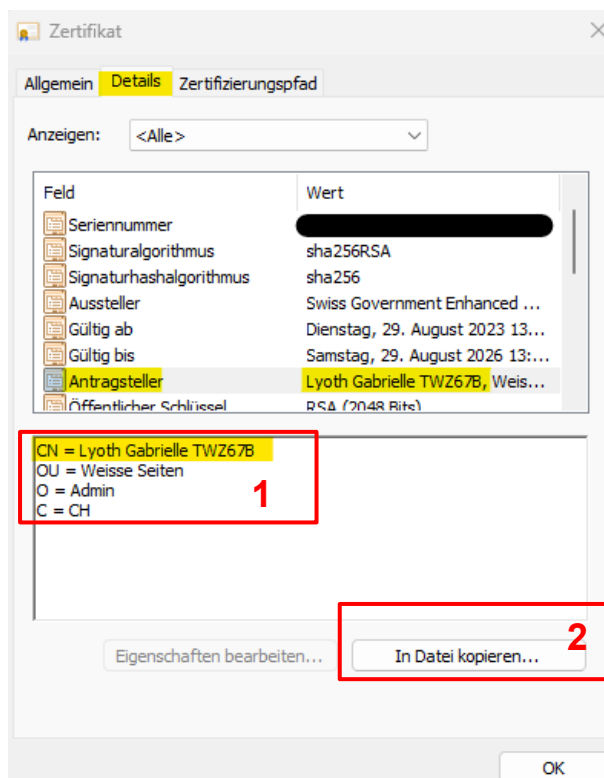 Zertifikat
Allgemein Details Zertifizierungspfad
Anzeigen: <Alle>
Feld Wert
Seriennummer
Signaturalgorithmus sha256RSA
Signaturhashalgorithmus sha256
Aussteller Swiss Government Enhanced ...
Gültig ab Dienstag, 29. August 2023 13...
Gültig bis Samstag, 29. August 2026 13:...
Antragsteller Lyoth Gabrielle TWZ67B, Weis...
Öffentlicher Schlüssel RSA (2048 Bits)
CN = Lyoth Gabrielle TWZ67B
OU = Weisse Seiten
O = Admin
C = CH
1
2
Eigenschaften bearbeiten... In Datei kopieren...
OK